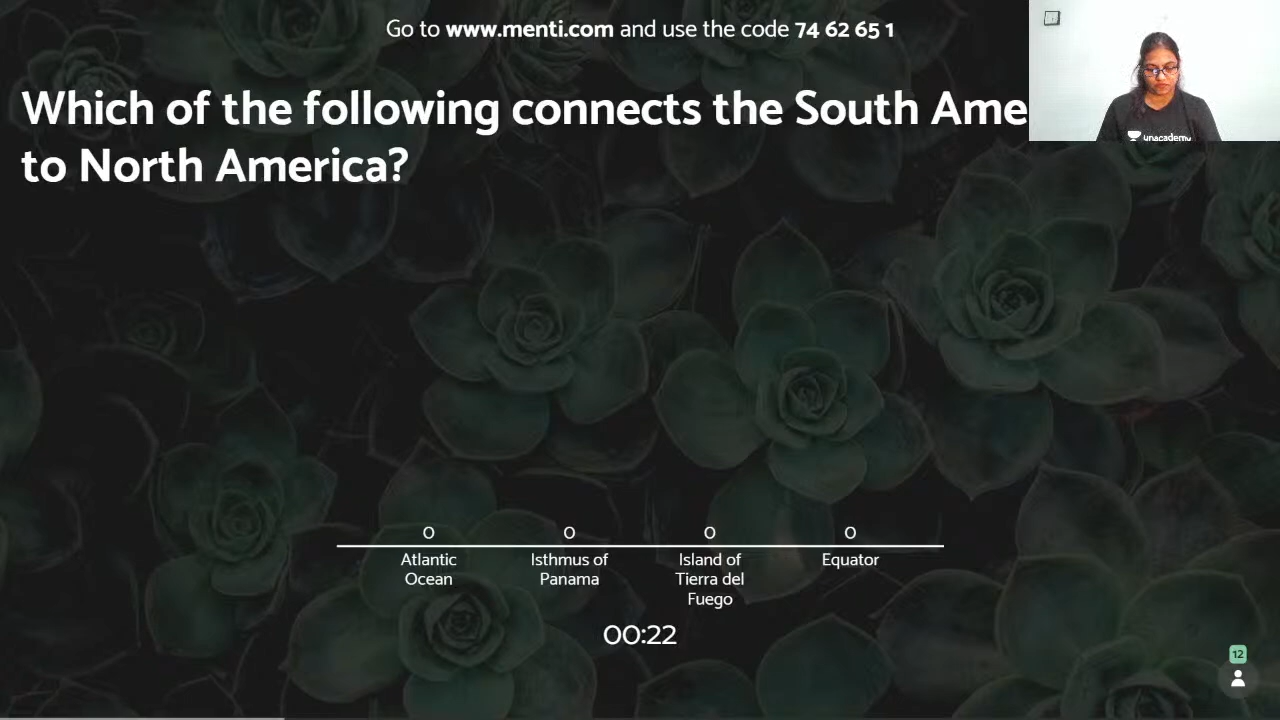 Go to www.menti.com and use the code 74 62 65 1
Which of the following connects the South Ame
to North America?
unacademy
0 0 0 0
Atlantic Ocean
Isthmus of Panama
Island of Tierra del Fuego
Equator
00:22
12